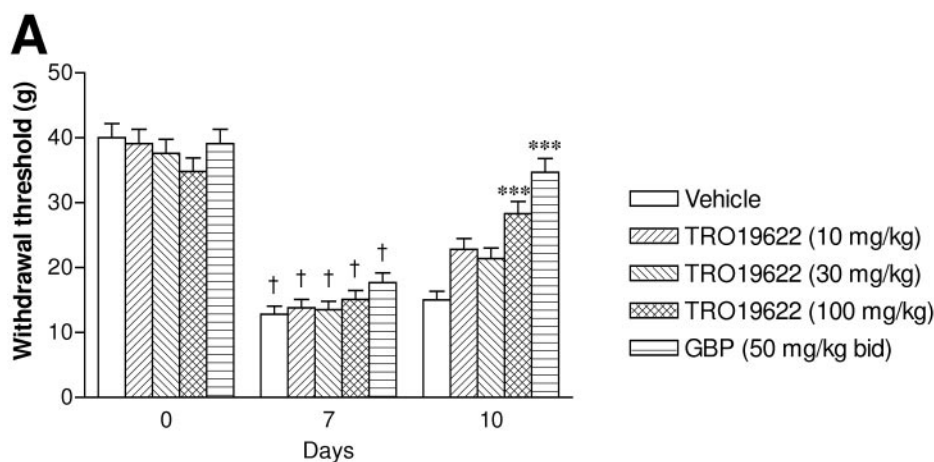 A
Withdrawal threshold (g)
50
40
30
20
10
0
† † † † †
*** ***
0 7 10
Days
Vehicle
TRO19622 (10 mg/kg)
TRO19622 (30 mg/kg)
TRO19622 (100 mg/kg)
GBP (50 mg/kg bid)